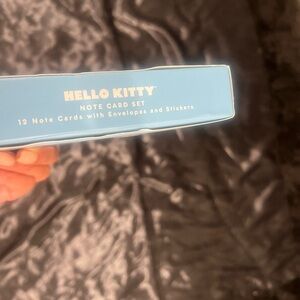 HELLO KITTY
NOTE CARD SET
12 Note Cards with Envelopes and Stickers